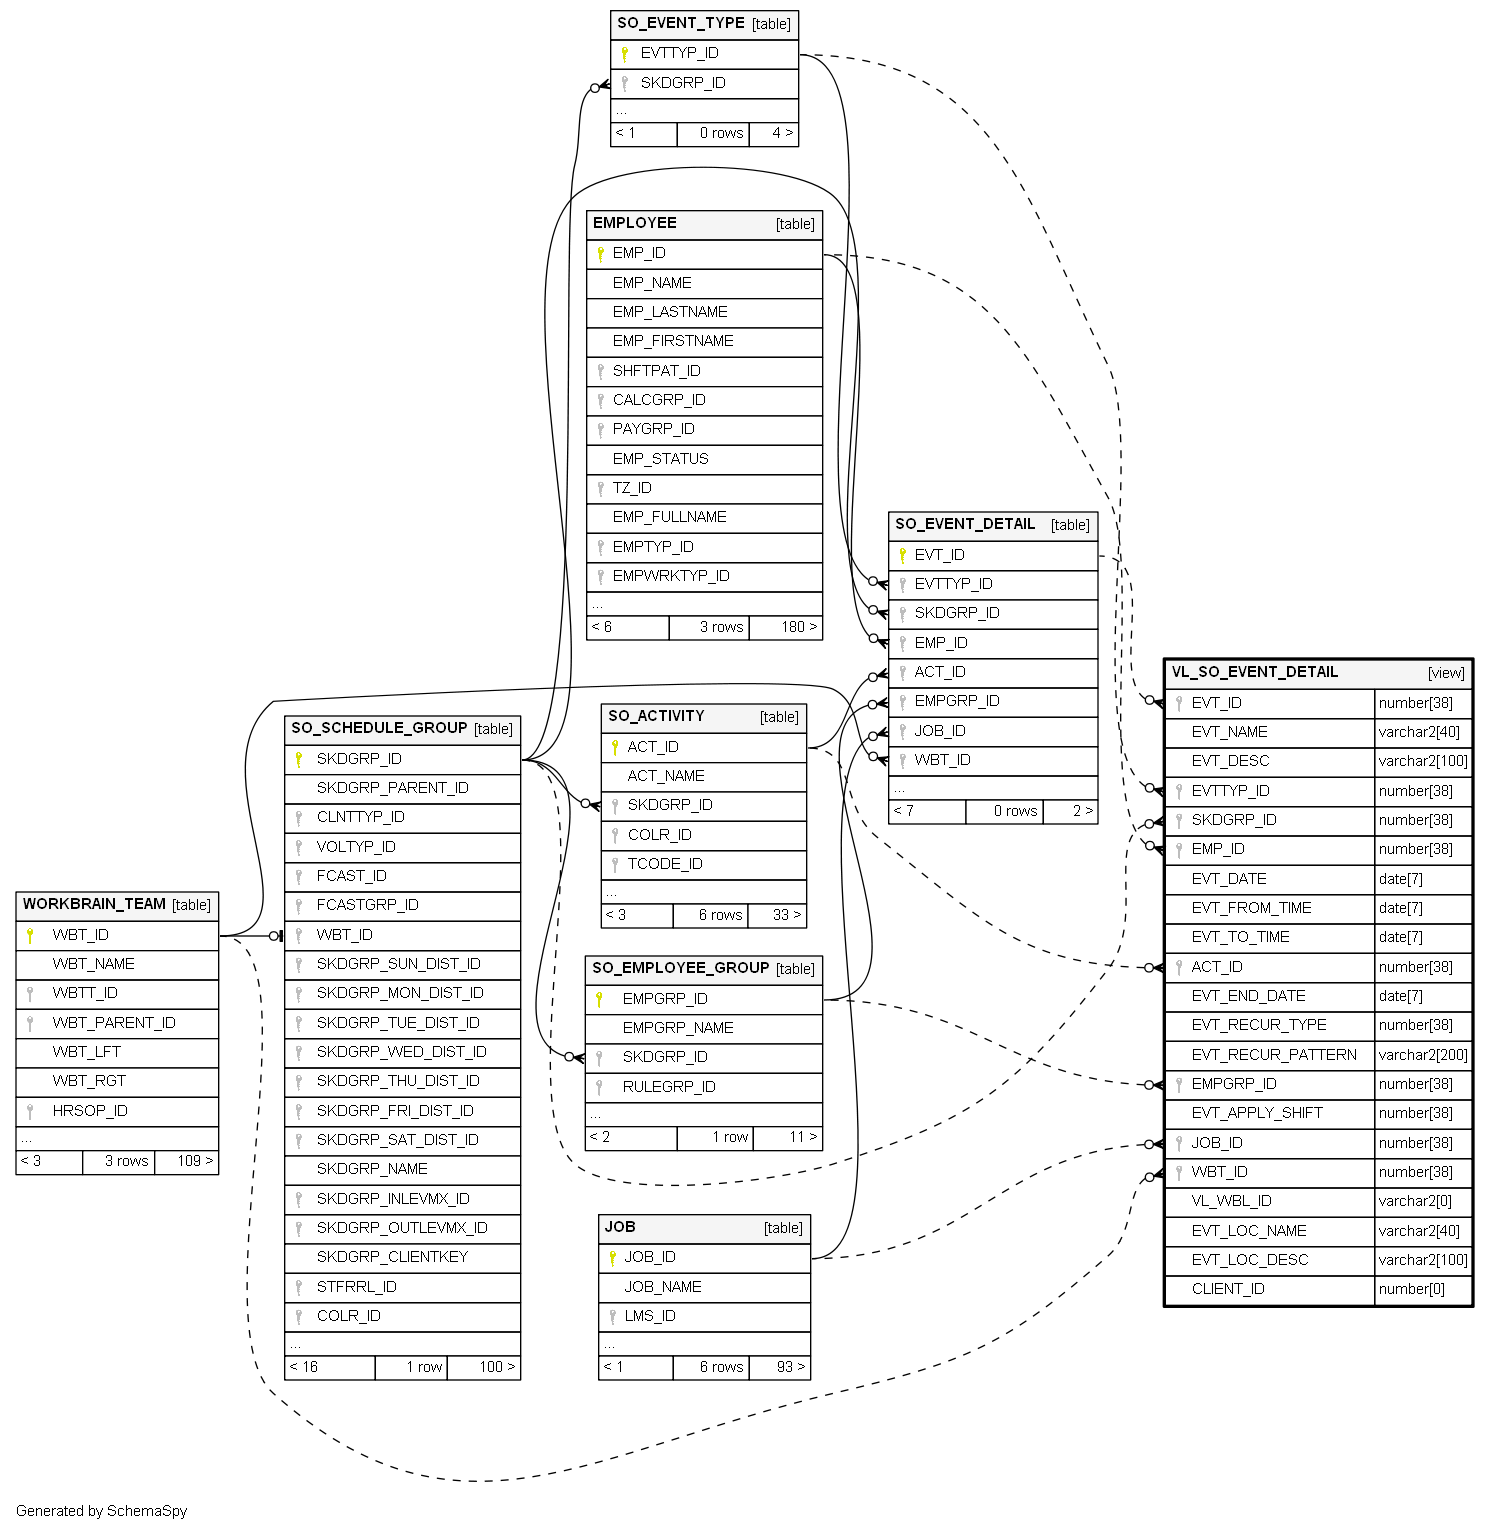 SO_EVENT_TYPE [table]
EVTTYP_ID
SKDGRP_ID
...
< 1 0 rows 4 >
EMPLOYEE [table]
EMP_ID
EMP_NAME
EMP_LASTNAME
EMP_FIRSTNAME
SHFTPAT_ID
CALCGRP_ID
PAYGRP_ID
EMP_STATUS
TZ_ID
EMP_FULLNAME
EMPTYP_ID
EMPWRKTYP_ID
...
< 6 3 rows 180 >
SO_EVENT_DETAIL [table]
EVT_ID
EVTTYP_ID
SKDGRP_ID
EMP_ID
ACT_ID
EMPGRP_ID
JOB_ID
WBT_ID
...
< 7 0 rows 2 >
VL_SO_EVENT_DETAIL [view]
EVT_ID number[38]
EVT_NAME varchar2[40]
EVT_DESC varchar2[100]
EVTTYP_ID number[38]
SKDGRP_ID number[38]
EMP_ID number[38]
EVT_DATE date[7]
EVT_FROM_TIME date[7]
EVT_TO_TIME date[7]
ACT_ID number[38]
EVT_END_DATE date[7]
EVT_RECUR_TYPE number[38]
EVT_RECUR_PATTERN varchar2[200]
EMPGRP_ID number[38]
EVT_APPLY_SHIFT number[38]
JOB_ID number[38]
WBT_ID number[38]
VL_WBL_ID varchar2[0]
EVT_LOC_NAME varchar2[40]
EVT_LOC_DESC varchar2[100]
CLIENT_ID number[0]
SO_SCHEDULE_GROUP [table]
SKDGRP_ID
SKDGRP_PARENT_ID
CLNTTYP_ID
VOLTYP_ID
FCAST_ID
FCASTGRP_ID
WBT_ID
SKDGRP_SUN_DIST_ID
SKDGRP_MON_DIST_ID
SKDGRP_TUE_DIST_ID
SKDGRP_WED_DIST_ID
SKDGRP_THU_DIST_ID
SKDGRP_FRI_DIST_ID
SKDGRP_SAT_DIST_ID
SKDGRP_NAME
SKDGRP_INLEVMX_ID
SKDGRP_OUTLEVMX_ID
SKDGRP_CLIENTKEY
STFRRL_ID
COLR_ID
...
< 16 1 row 100 >
SO_ACTIVITY [table]
ACT_ID
ACT_NAME
SKDGRP_ID
COLR_ID
TCODE_ID
...
< 3 6 rows 33 >
WORKBRAIN_TEAM [table]
WBT_ID
WBT_NAME
WBTT_ID
WBT_PARENT_ID
WBT_LFT
WBT_RGT
HRSOP_ID
...
< 3 3 rows 109 >
SO_EMPLOYEE_GROUP [table]
EMPGRP_ID
EMPGRP_NAME
SKDGRP_ID
RULEGRP_ID
...
< 2 1 row 11 >
JOB [table]
JOB_ID
JOB_NAME
LMS_ID
...
< 1 6 rows 93 >
Generated by SchemaSpy